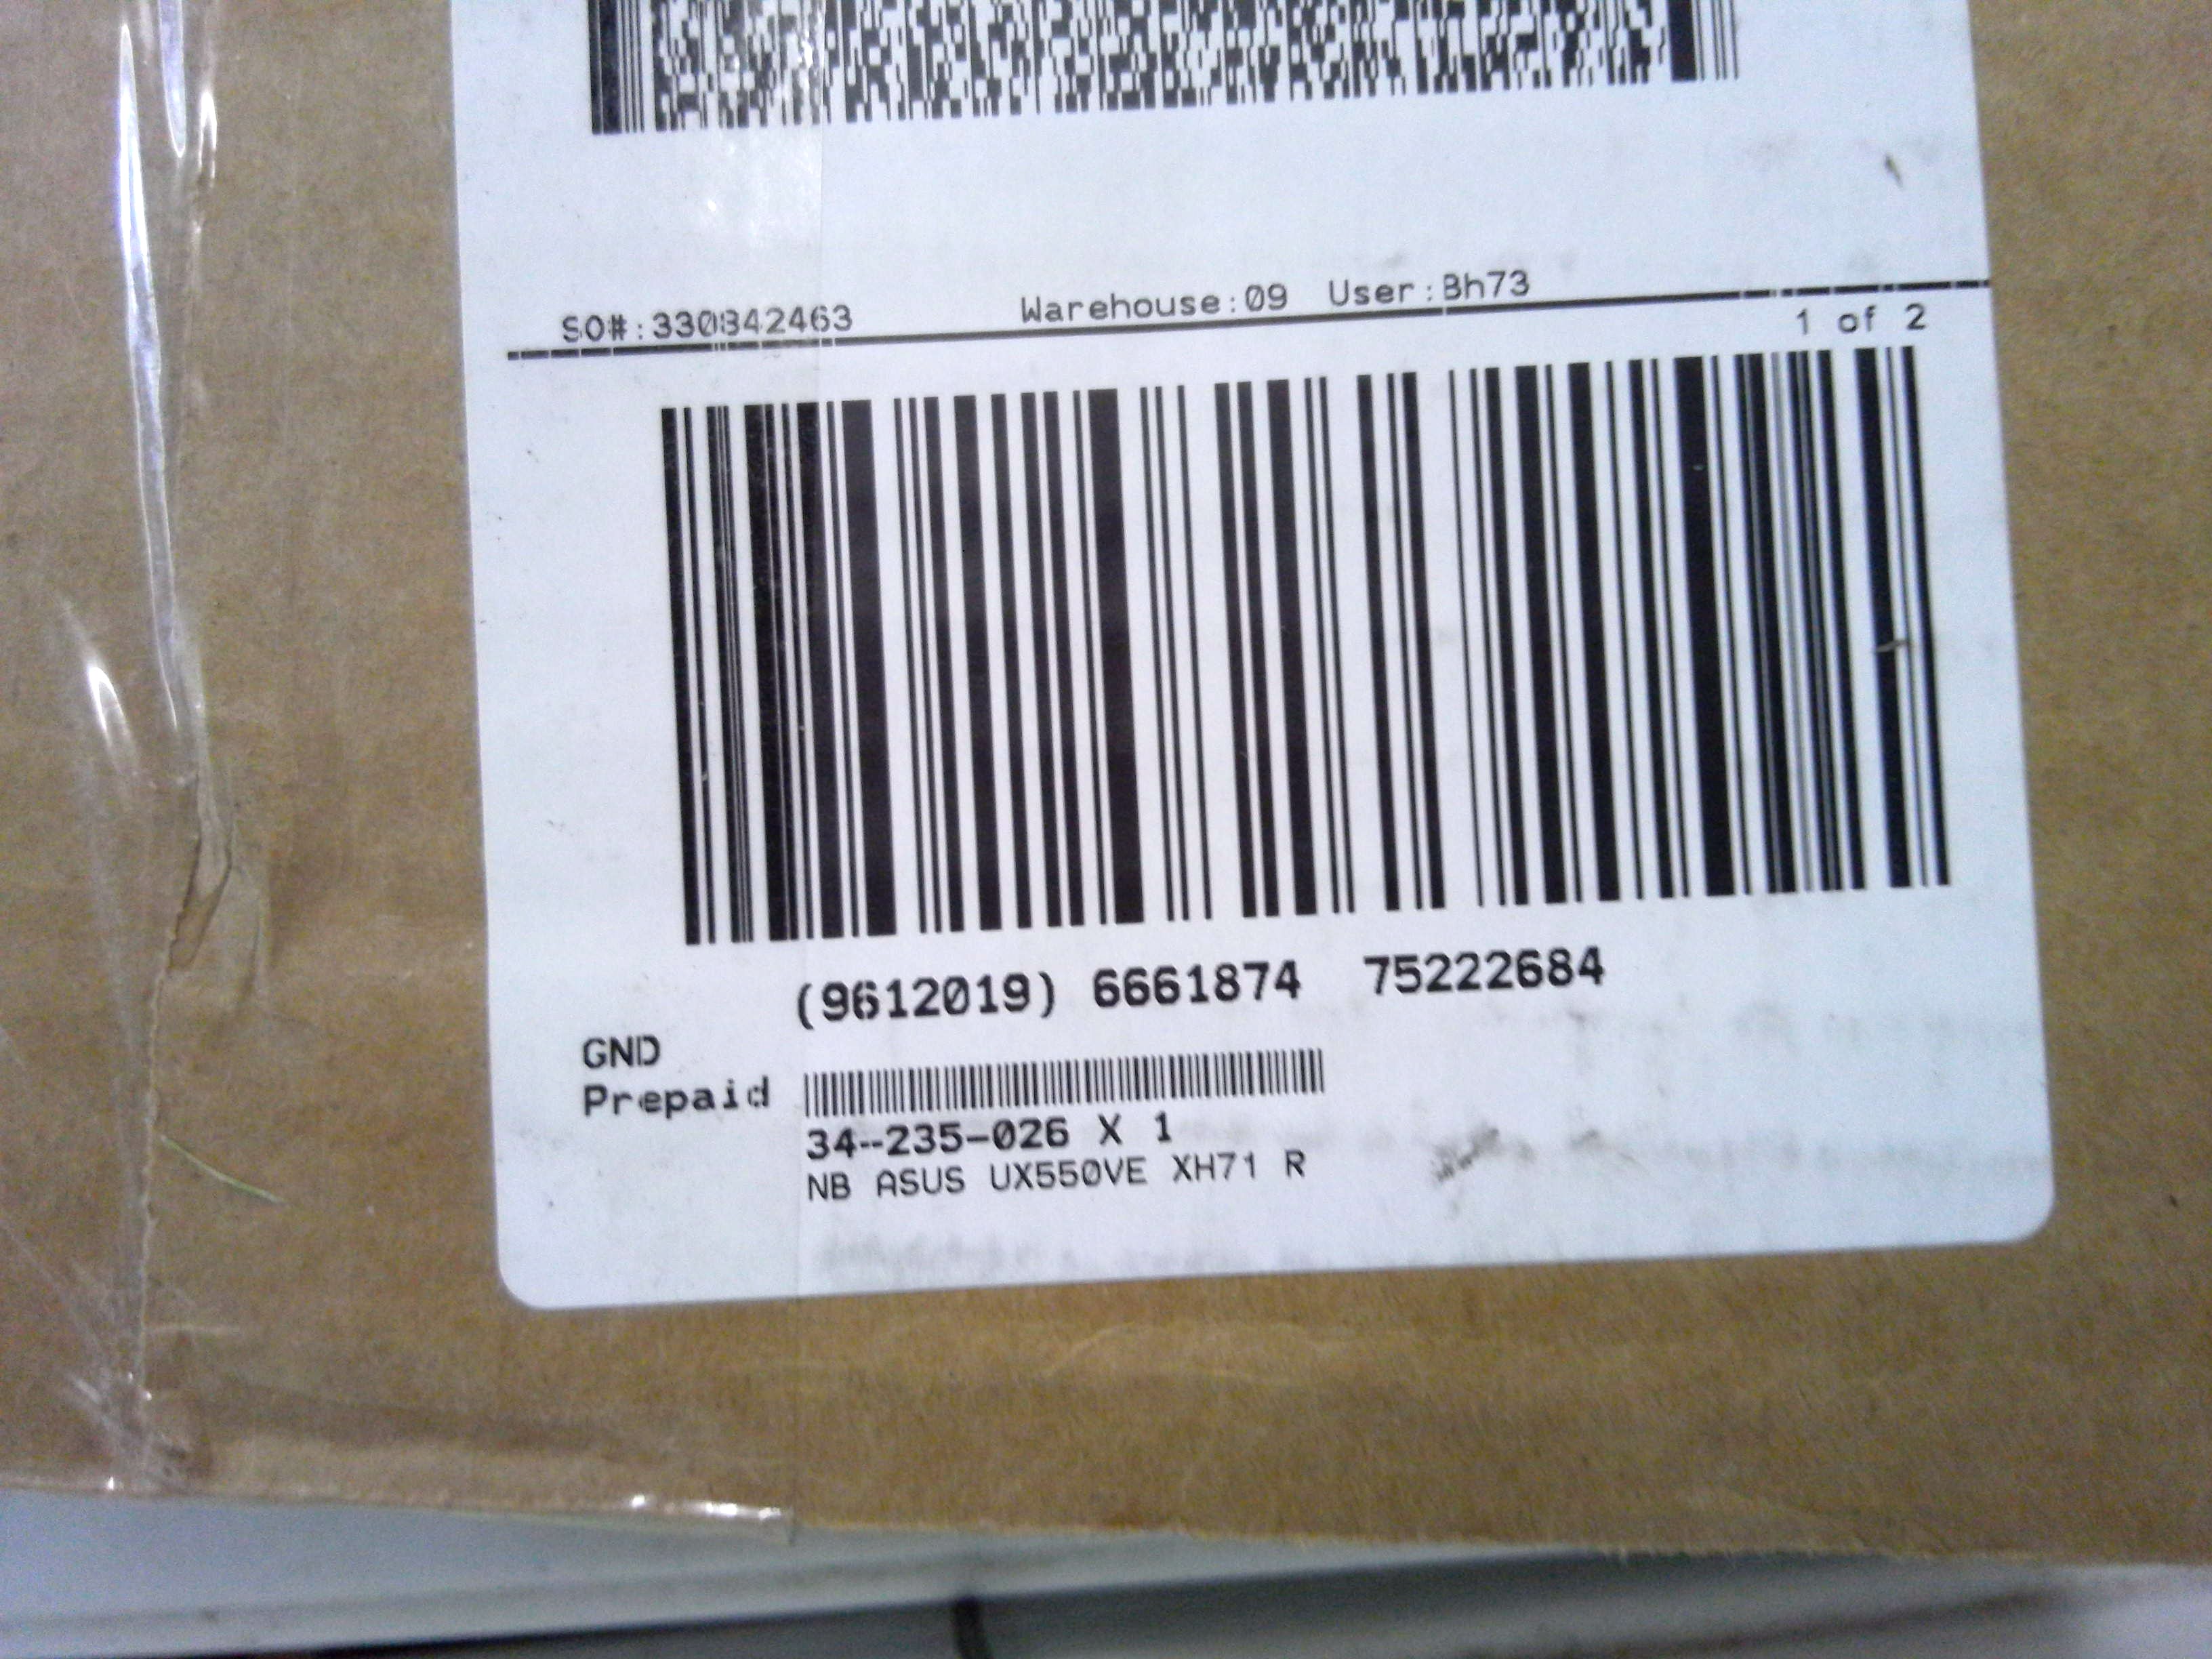 SO#:330842463 Warehouse:09 User:Bh73
1 of 2
(9612019) 6661874 75222684
GND
Prepaid
34--235-026 X 1
NB ASUS UX550VE XH71 R